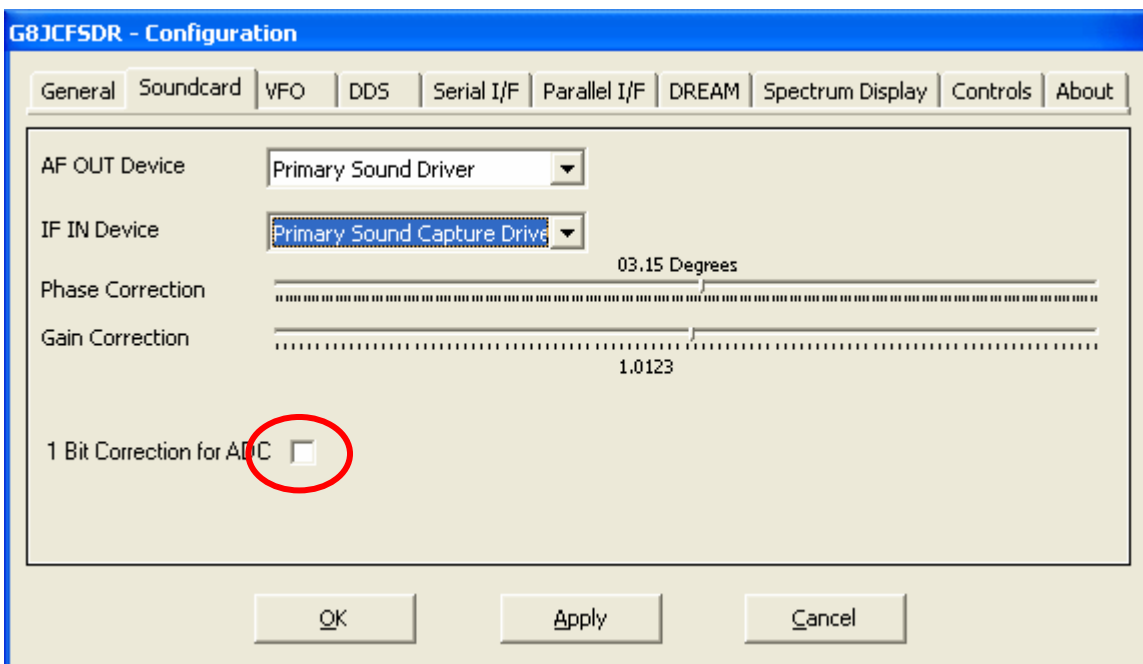 G8JCFSDR - Configuration
General Soundcard VFO DDS Serial I/F Parallel I/F DREAM Spectrum Display Controls About
AF OUT Device Primary Sound Driver
IF IN Device Primary Sound Capture Drive
03.15 Degrees
Phase Correction
Gain Correction
1.0123
1 Bit Correction for ADC
OK Apply Cancel